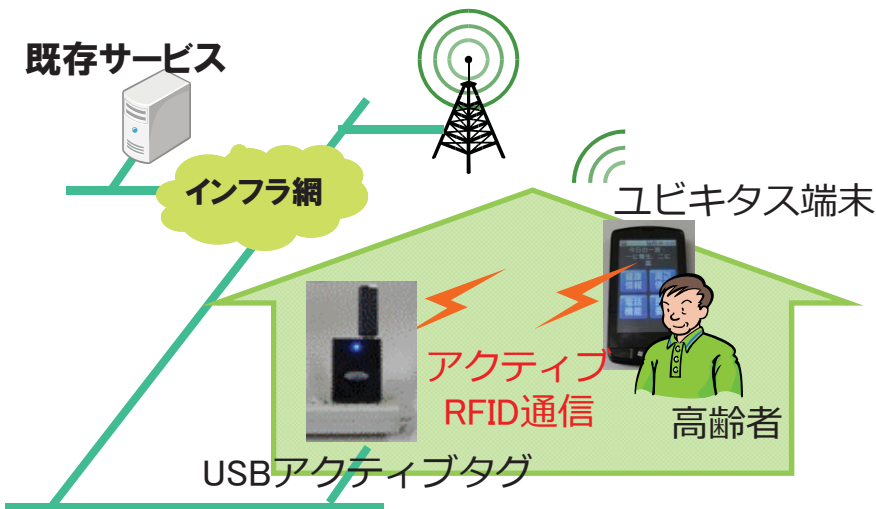 既存サービス
インフラ網
ユビキタス端末
アクティブ
RFID通信
高齢者
USBアクティブタグ